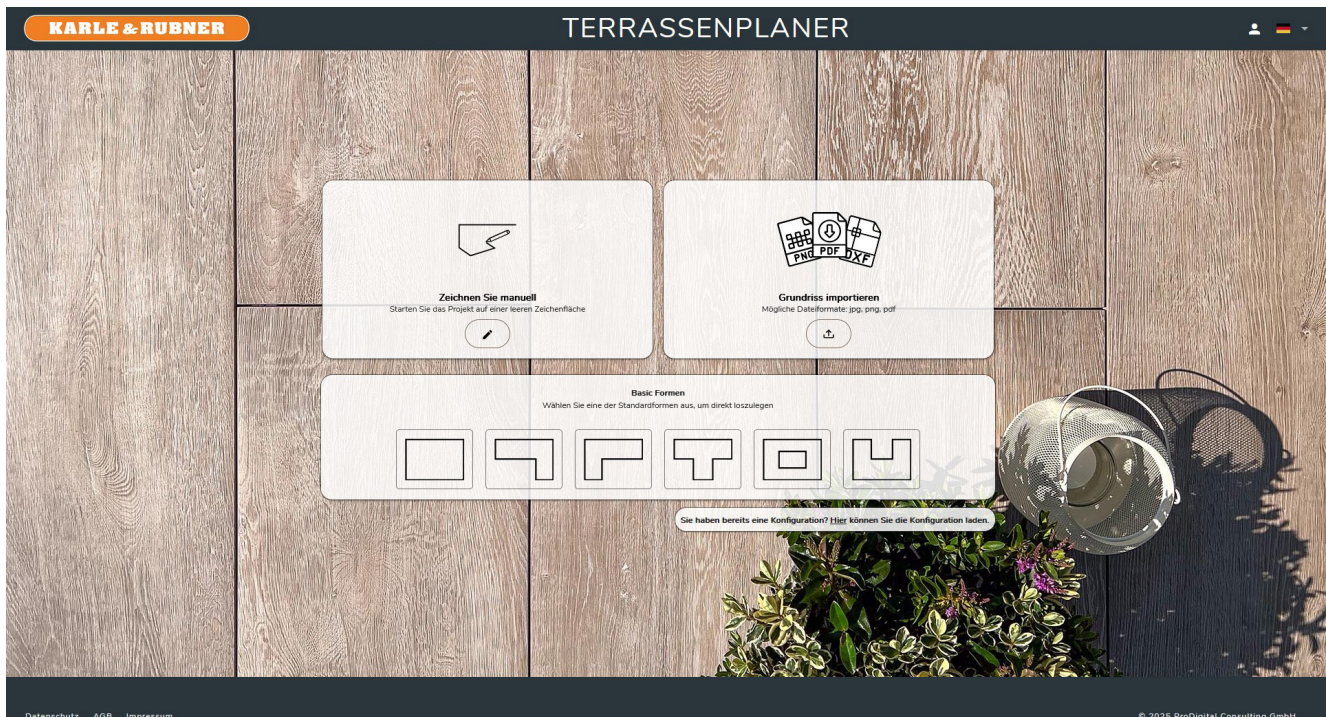 KARLE & RUBNER
TERRASSENPLANER
PNG
PDF
DXF
Zeichnen Sie manuell
Starten Sie das Projekt auf einer leeren Zeichenfläche
Grundriss importieren
Mögliche Dateiformate: jpg, png, pdf
Basic Formen
Wählen Sie eine der Standardformen aus, um direkt loszulegen
Sie haben bereits eine Konfiguration? Hier können Sie die Konfiguration laden.
Datenschutz AGB Impressum
© 2025 ProDigital Consulting GmbH